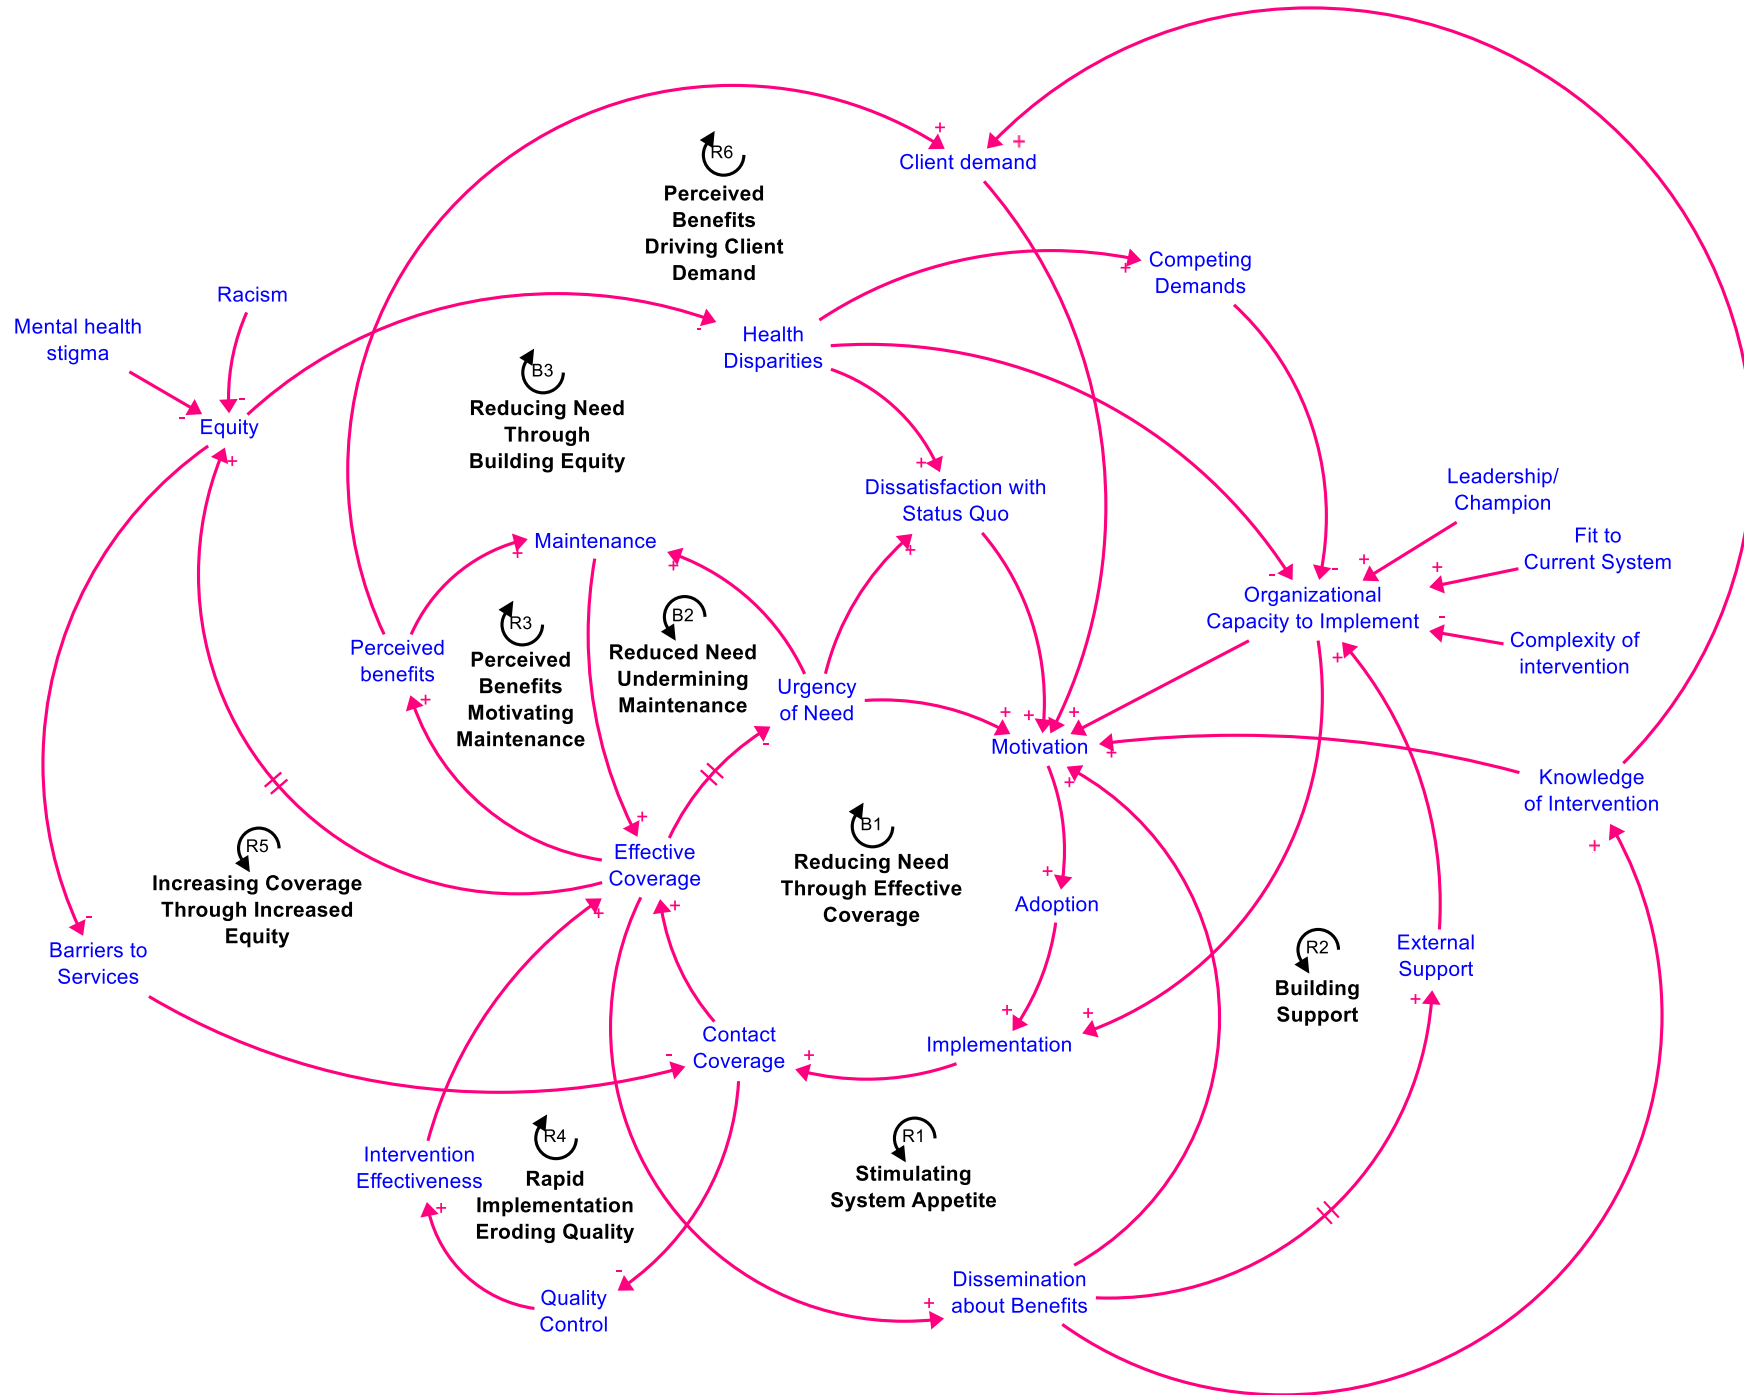 R6
Perceived
Benefits
Driving Client
Demand
+
Client demand
+
Competing
Demands
+
Racism
Mental health
stigma
-
-
Equity
+
-
Health
Disparities
B3
Reducing Need
Through
Building Equity
+
Dissatisfaction with
Status Quo
+
Leadership/
Champion
Fit to
Current System
+
+
-
-
-
Organizational
Capacity to Implement
+
Complexity of
intervention
Maintenance
+
+
R3
Perceived
Benefits
Motivating
Maintenance
B2
Reduced Need
Undermining
Maintenance
Perceived
benefits
+
Urgency
of Need
-
+
+
+
+
+
Motivation
Knowledge
of Intervention
+
B1
Reducing Need
Through Effective
Coverage
+
Effective
Coverage
+
+
R5
Increasing Coverage
Through Increased
Equity
-
Barriers to
Services
+
Adoption
R2
Building
Support
External
Support
+
+
+
Implementation
+
Contact
Coverage
-
R4
Rapid
Implementation
Eroding Quality
R1
Stimulating
System Appetite
Intervention
Effectiveness
+
-
Quality
Control
+
Dissemination
about Benefits